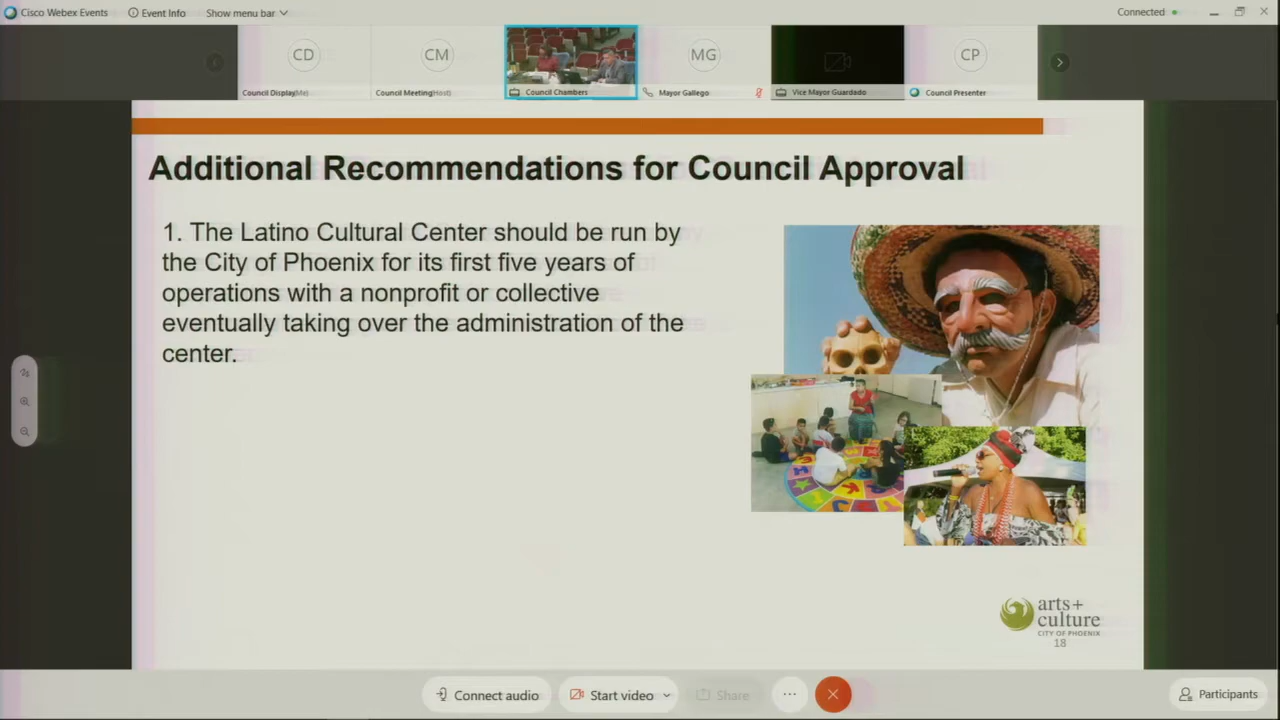 Cisco Webex Events
Event Info
Show menu bar
Connected
CD
CM
MG
CP
Council Display(Me)
Council Meeting(Host)
Council Chambers
Mayor Gallego
Vice Mayor Guardado
Council Presenter
Additional Recommendations for Council Approval
1. The Latino Cultural Center should be run by
the City of Phoenix for its first five years of
operations with a nonprofit or collective
eventually taking over the administration of the
center.
arts+
culture
CITY OF PHOENIX
18
Connect audio
Start video
Share
Participants